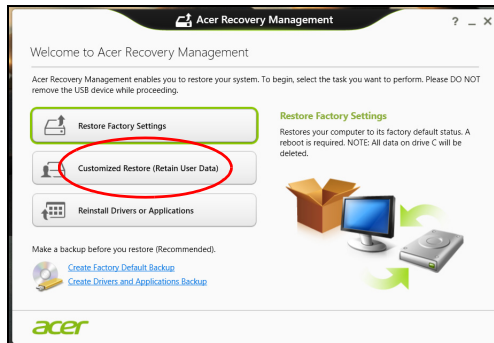 Acer Recovery Management
? _ X
Welcome to Acer Recovery Management
Acer Recovery Management enables you to restore your system. To begin, select the task you want to perform. Please DO NOT
remove the USB device while proceeding.
Restore Factory Settings
Customized Restore (Retain User Data)
Reinstall Drivers or Applications
Restore Factory Settings
Restores your computer to its factory default status. A
reboot is required. NOTE: All data on drive C will be
deleted.
Make a backup before you restore (Recommended).
Create Factory Default Backup
Create Drivers and Applications Backup
acer